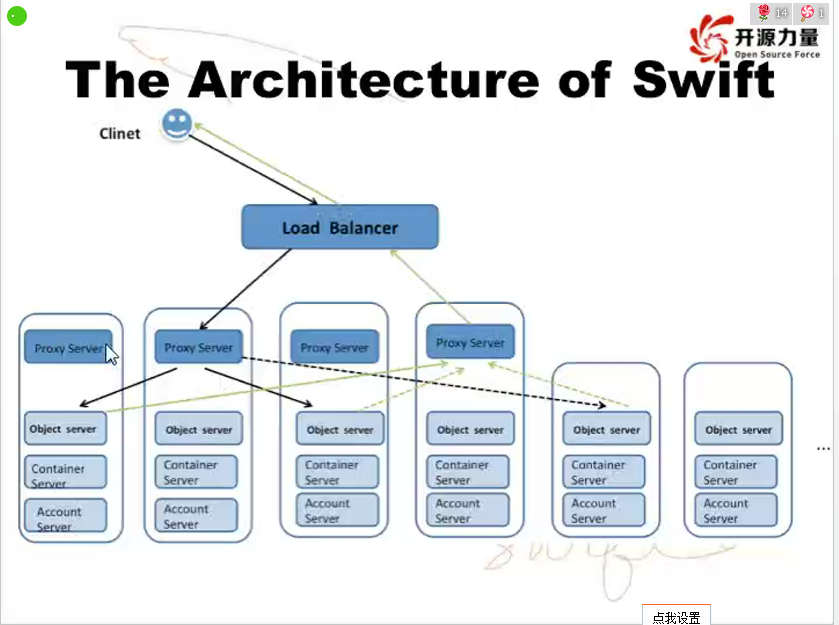 14
1
开源力量
Open Source Force
The Architecture of Swift
Clinet
Load Balancer
Proxy Server
Proxy Server
Proxy Server
Proxy Server
Object server
Object server
Object server
Object server
Object server
Object server
Container
Server
Container
Server
Container
Server
Container
Server
Container
Server
Container
Server
Account
Server
Account
Server
Account
Server
Account
Server
Account
Server
Account
Server
...
点我设置